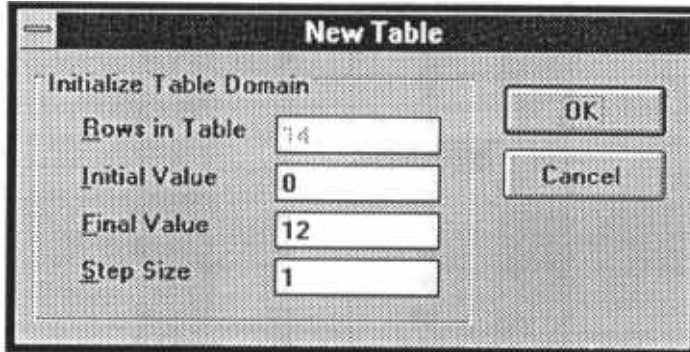 New Table
Initialize Table Domain
Rows in Table 14
Initial Value 0
Final Value 12
Step Size 1
OK
Cancel